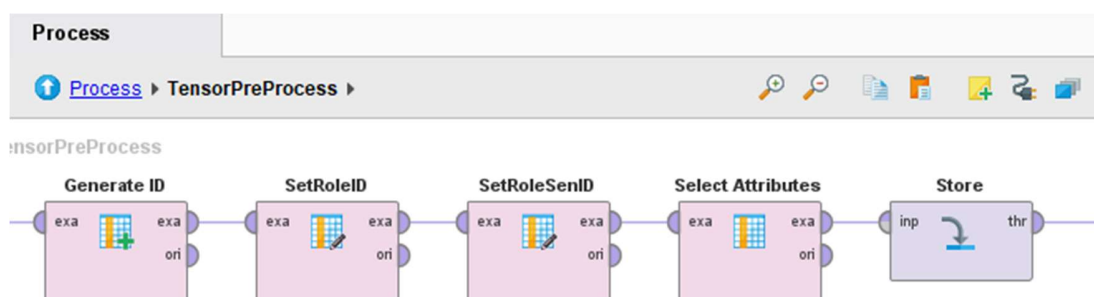 Process
Process TensorPreProcess
ensorPreProcess
Generate ID SetRoleID SetRoleSenID Select Attributes Store
exa exa exa exa exa exa exa exa inp thr
ori ori ori ori